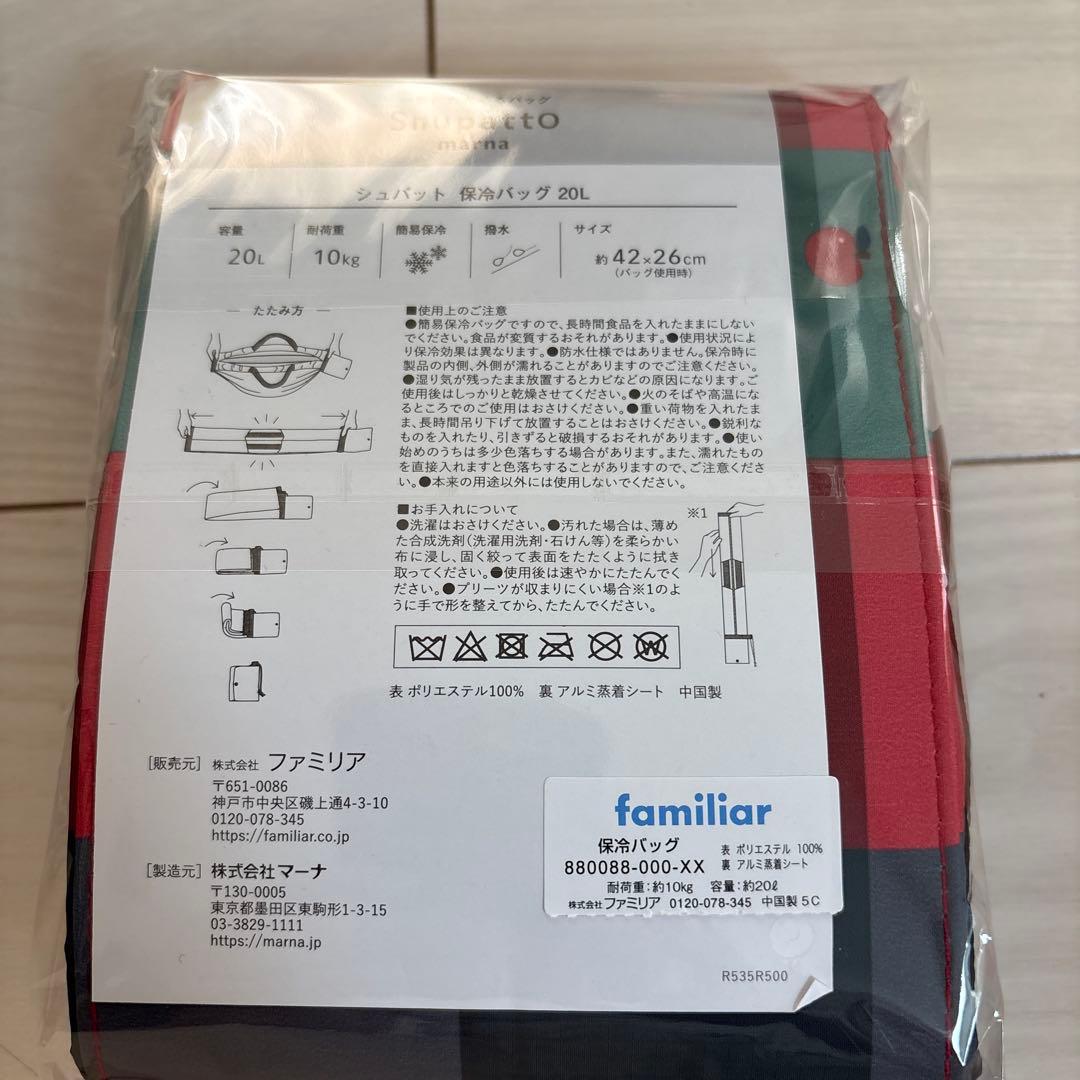 バッグ
ShupattO
marna
シュパット 保冷バッグ 20L
容量 耐荷重 簡易保冷 撥水 サイズ
20L 10kg 約 42×26cm
(バッグ使用時)
たたみ方
■使用上のご注意
●簡易保冷バッグですので、長時間食品を入れたままにしない
でください。食品が変質するおそれがあります。●使用状況によ
り保冷効果は異なります。●防水仕様ではありません。保冷時に
製品の内側、外側が濡れることがありますのでご注意ください。
●湿り気が残ったまま放置するとカビなどの原因になります。ご
使用後はしっかりと乾燥させてください。●火のそばや高温にな
るところでのご使用はおさけください。●重い荷物を入れたま
ま、長時間吊り下げて放置することはおさけください。●鋭利な
ものを入れたり、引きずると破損するおそれがあります。●使い
始めのうちは多少色落ちする場合があります。また、濡れたもの
を直接入れますと色落ちすることがありますので、ご注意くださ
い。●本来の用途以外には使用しないでください。
■お手入れについて
●洗濯はおさけください。●汚れた場合は、薄め
た合成洗剤(洗濯用洗剤・石けん等)を柔らかい
布に浸し、固く絞って表面をたたくように拭き
取ってください。●使用後は速やかにたたんでく
ださい。●プリーツが収まりにくい場合※1のよ
うに手で形を整えてから、たたんでください。
※1
表 ポリエステル100% 裏 アルミ蒸着シート 中国製
[販売元] 株式会社 ファミリア
〒651-0086
神戸市中央区磯上通4-3-10
0120-078-345
https://familiar.co.jp
[製造元] 株式会社マーナ
〒130-0005
東京都墨田区東駒形1-3-15
03-3829-1111
https://marna.jp
familiar
保冷バッグ 表 ポリエステル 100%
880088-000-XX 裏 アルミ蒸着シート
耐荷重:約10kg 容量:約20ℓ
株式会社ファミリア 0120-078-345 中国製 5C
R535R500